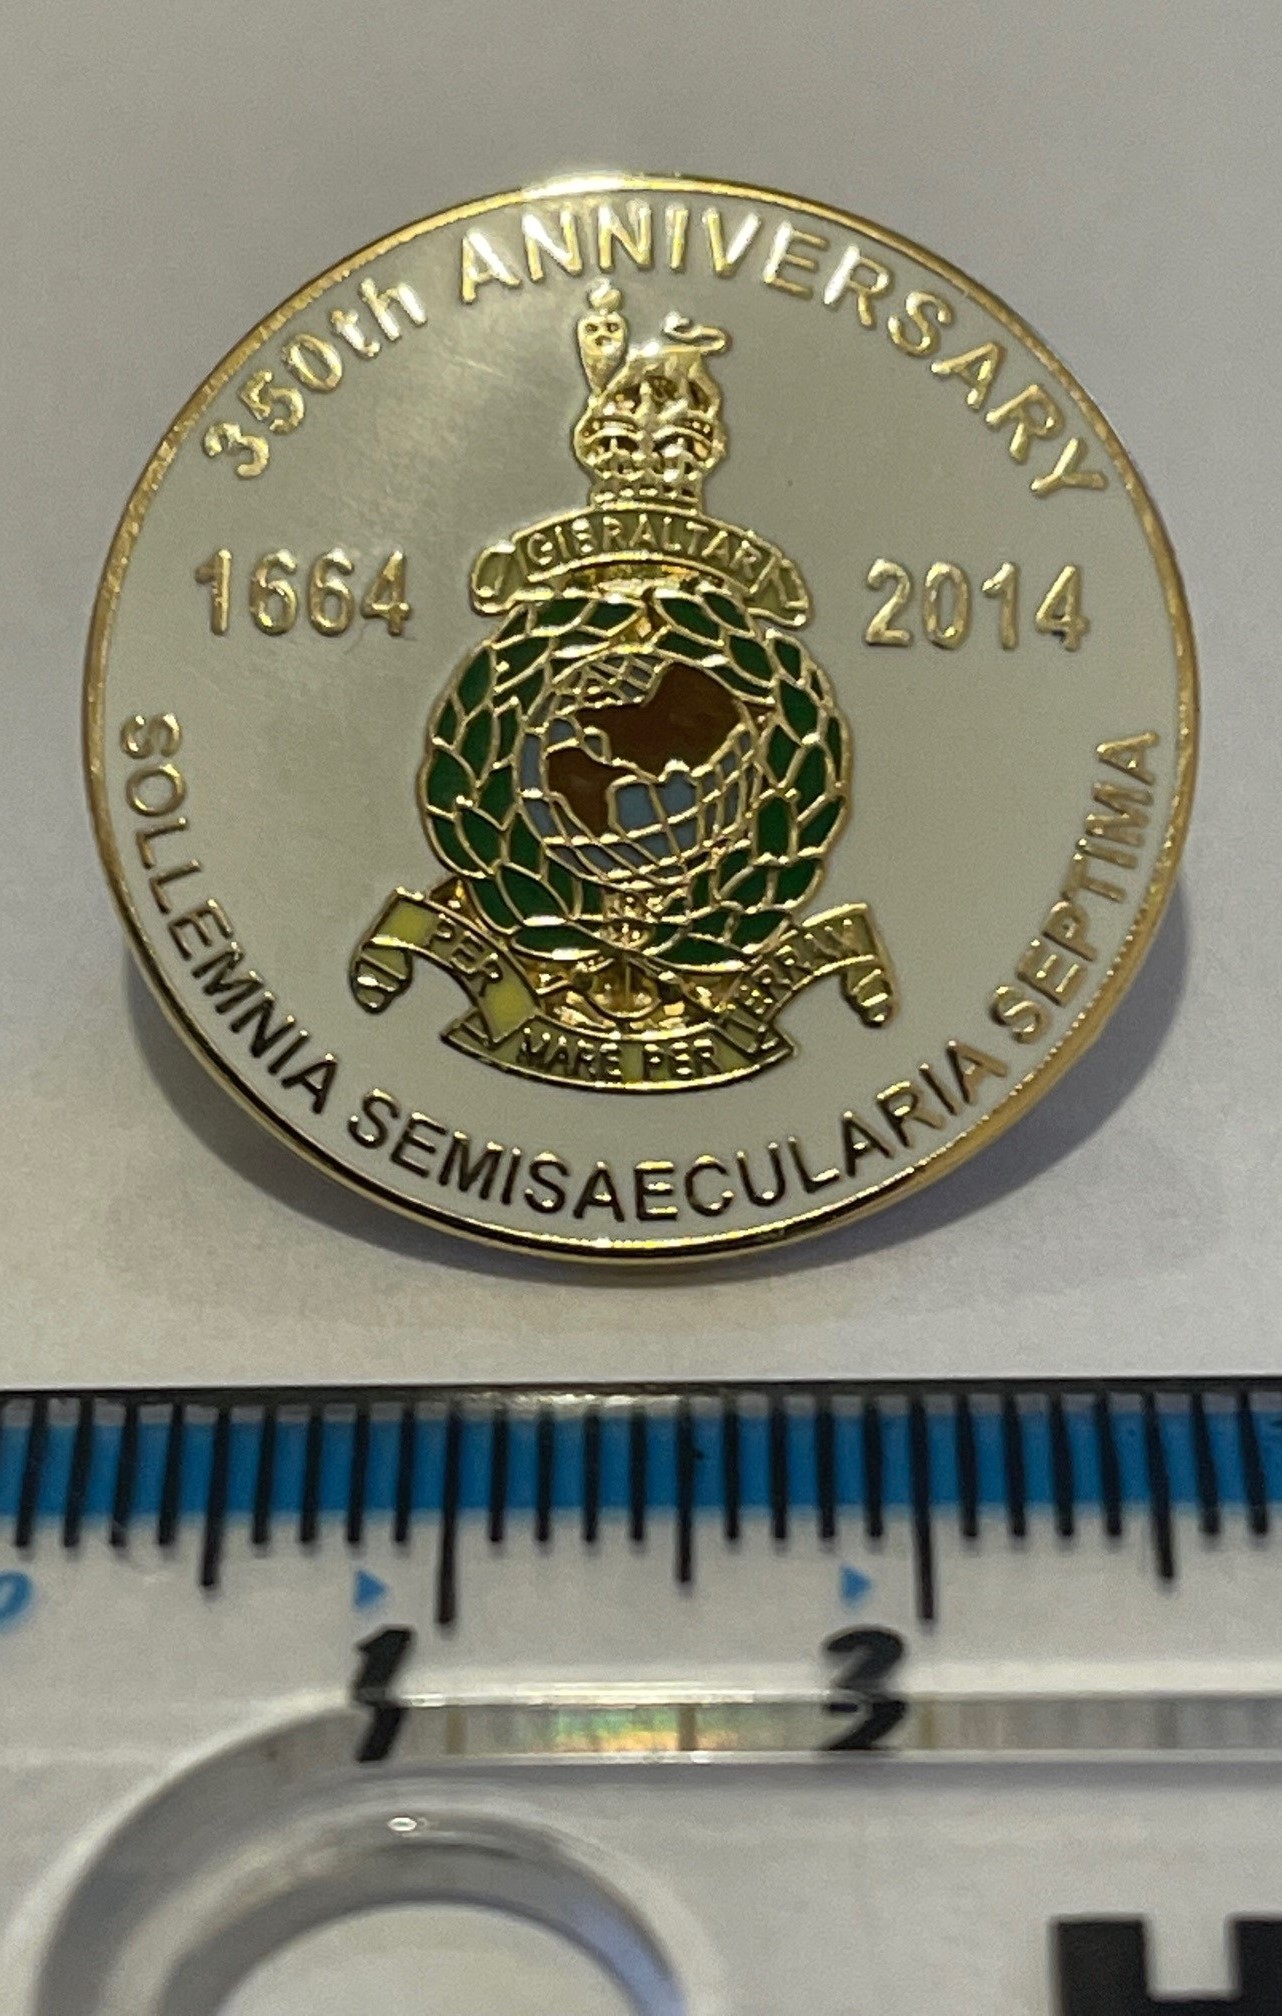 350th ANNIVERSARY
GIBRALTAR
1664 2014
PER MARE PER TERRAM
SOLLEMNIA SEMISAECULARIA SEPTIMA
1 2